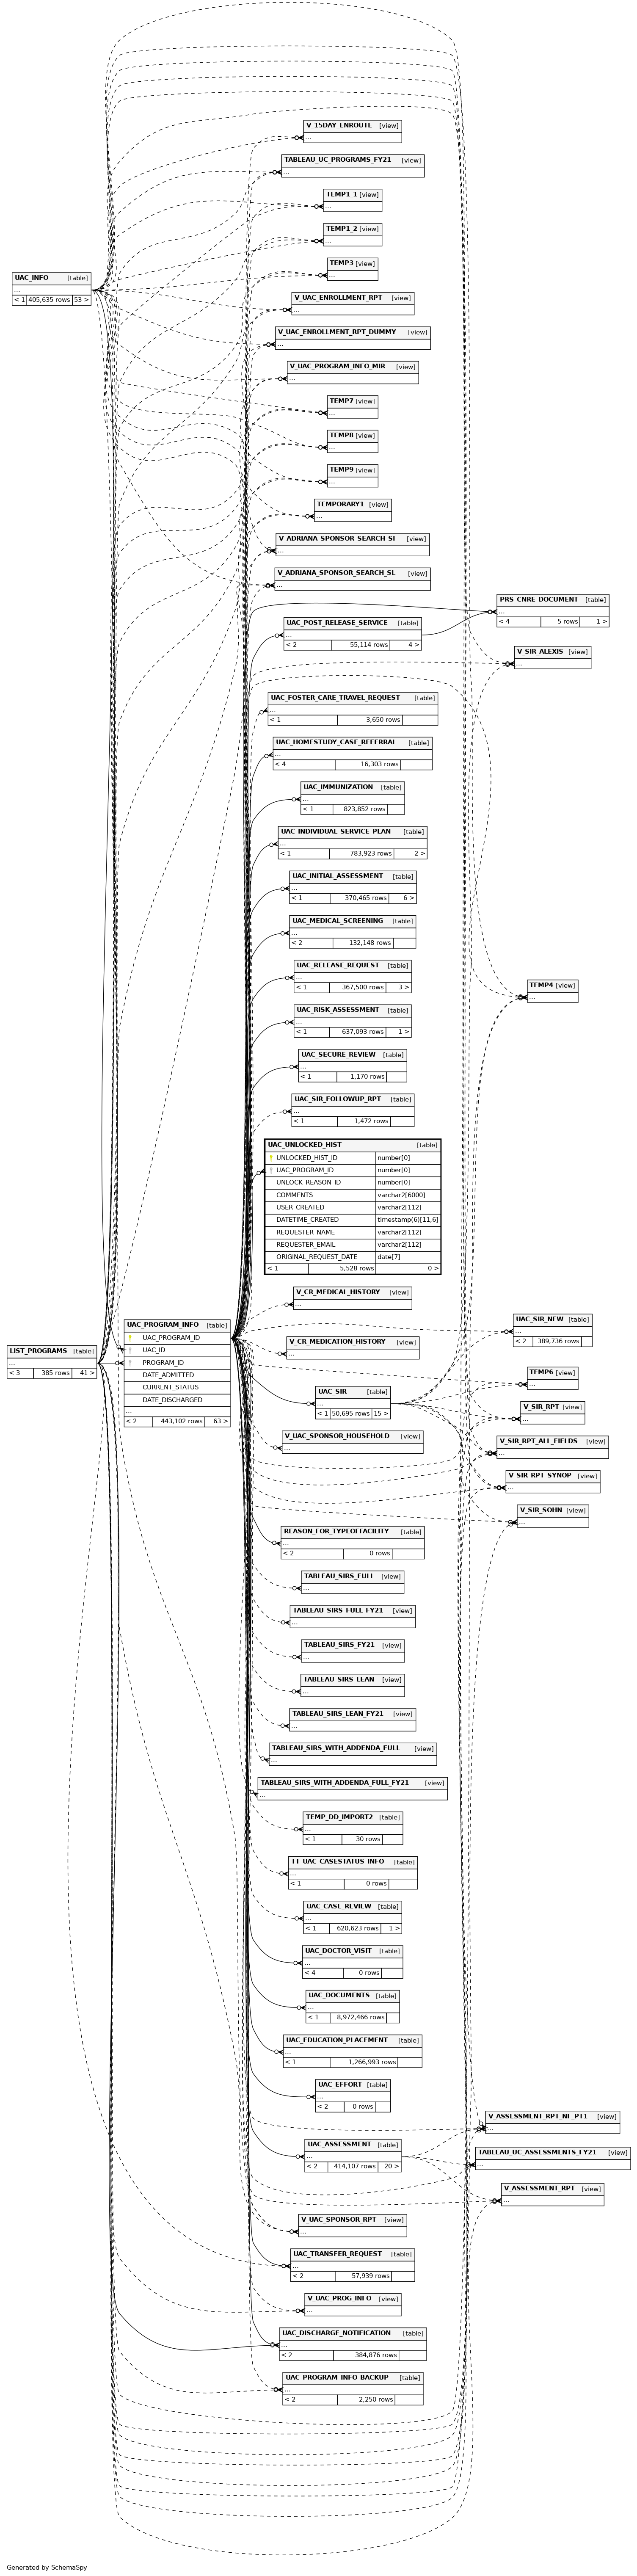 V_15DAY_ENROUTE [view]
...
TABLEAU_UC_PROGRAMS_FY21 [view]
...
TEMP1_1 [view]
...
TEMP1_2 [view]
...
TEMP3 [view]
...
UAC_INFO [table]
...
< 1 405,635 rows 53 >
V_UAC_ENROLLMENT_RPT [view]
...
V_UAC_ENROLLMENT_RPT_DUMMY [view]
...
V_UAC_PROGRAM_INFO_MIR [view]
...
TEMP7 [view]
...
TEMP8 [view]
...
TEMP9 [view]
...
TEMPORARY1 [view]
...
V_ADRIANA_SPONSOR_SEARCH_SI [view]
...
V_ADRIANA_SPONSOR_SEARCH_SL [view]
...
PRS_CNRE_DOCUMENT [table]
...
< 4 5 rows 1 >
UAC_POST_RELEASE_SERVICE [table]
...
< 2 55,114 rows 4 >
V_SIR_ALEXIS [view]
...
UAC_FOSTER_CARE_TRAVEL_REQUEST [table]
...
< 1 3,650 rows
UAC_HOMESTUDY_CASE_REFERRAL [table]
...
< 4 16,303 rows
UAC_IMMUNIZATION [table]
...
< 1 823,852 rows
UAC_INDIVIDUAL_SERVICE_PLAN [table]
...
< 1 783,923 rows 2 >
UAC_INITIAL_ASSESSMENT [table]
...
< 1 370,465 rows 6 >
UAC_MEDICAL_SCREENING [table]
...
< 2 132,148 rows
UAC_RELEASE_REQUEST [table]
...
< 1 367,500 rows 3 >
TEMP4 [view]
...
UAC_RISK_ASSESSMENT [table]
...
< 1 637,093 rows 1 >
UAC_SECURE_REVIEW [table]
...
< 1 1,170 rows
UAC_SIR_FOLLOWUP_RPT [table]
...
< 1 1,472 rows
UAC_UNLOCKED_HIST [table]
UNLOCKED_HIST_ID number[0]
UAC_PROGRAM_ID number[0]
UNLOCK_REASON_ID number[0]
COMMENTS varchar2[6000]
USER_CREATED varchar2[112]
DATETIME_CREATED timestamp(6)[11,6]
REQUESTER_NAME varchar2[112]
REQUESTER_EMAIL varchar2[112]
ORIGINAL_REQUEST_DATE date[7]
< 1 5,528 rows 0 >
V_CR_MEDICAL_HISTORY [view]
...
UAC_PROGRAM_INFO [table]
UAC_PROGRAM_ID
UAC_ID
PROGRAM_ID
DATE_ADMITTED
CURRENT_STATUS
DATE_DISCHARGED
...
< 2 443,102 rows 63 >
LIST_PROGRAMS [table]
...
< 3 385 rows 41 >
UAC_SIR_NEW [table]
...
< 2 389,736 rows
V_CR_MEDICATION_HISTORY [view]
...
TEMP6 [view]
...
UAC_SIR [table]
...
< 1 50,695 rows 15 >
V_SIR_RPT [view]
...
V_UAC_SPONSOR_HOUSEHOLD [view]
...
V_SIR_RPT_ALL_FIELDS [view]
...
V_SIR_RPT_SYNOP [view]
...
V_SIR_SOHN [view]
...
REASON_FOR_TYPEOFFACILITY [table]
...
< 2 0 rows
TABLEAU_SIRS_FULL [view]
...
TABLEAU_SIRS_FULL_FY21 [view]
...
TABLEAU_SIRS_FY21 [view]
...
TABLEAU_SIRS_LEAN [view]
...
TABLEAU_SIRS_LEAN_FY21 [view]
...
TABLEAU_SIRS_WITH_ADDENDA_FULL [view]
...
TABLEAU_SIRS_WITH_ADDENDA_FULL_FY21 [view]
...
TEMP_DD_IMPORT2 [table]
...
< 1 30 rows
TT_UAC_CASESTATUS_INFO [table]
...
< 1 0 rows
UAC_CASE_REVIEW [table]
...
< 1 620,623 rows 1 >
UAC_DOCTOR_VISIT [table]
...
< 4 0 rows
UAC_DOCUMENTS [table]
...
< 1 8,972,466 rows
UAC_EDUCATION_PLACEMENT [table]
...
< 1 1,266,993 rows
UAC_EFFORT [table]
...
< 2 0 rows
V_ASSESSMENT_RPT_NF_PT1 [view]
...
UAC_ASSESSMENT [table]
...
< 2 414,107 rows 20 >
TABLEAU_UC_ASSESSMENTS_FY21 [view]
...
V_ASSESSMENT_RPT [view]
...
V_UAC_SPONSOR_RPT [view]
...
UAC_TRANSFER_REQUEST [table]
...
< 2 57,939 rows
V_UAC_PROG_INFO [view]
...
UAC_DISCHARGE_NOTIFICATION [table]
...
< 2 384,876 rows
UAC_PROGRAM_INFO_BACKUP [table]
...
< 2 2,250 rows
Generated by SchemaSpy